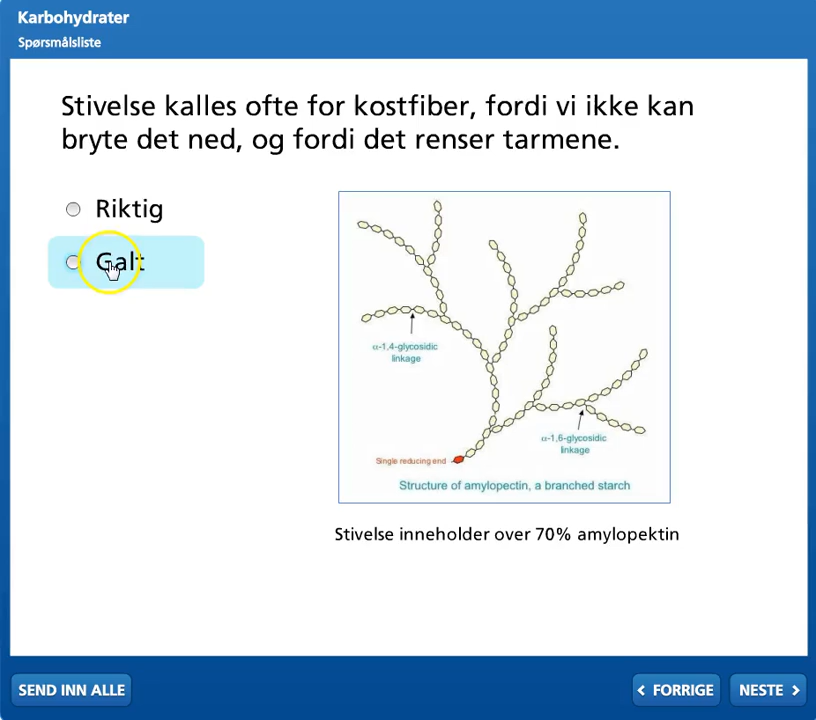 Karbohydrater
Spørsmålsliste
Stivelse kalles ofte for kostfiber, fordi vi ikke kan
bryte det ned, og fordi det renser tarmene.
Riktig
Galt
α-1,4-glycosidic
linkage
α-1,6-glycosidic
linkage
Single reducing end
Structure of amylopectin, a branched starch
Stivelse inneholder over 70% amylopektin
SEND INN ALLE
FORRIGE
NESTE